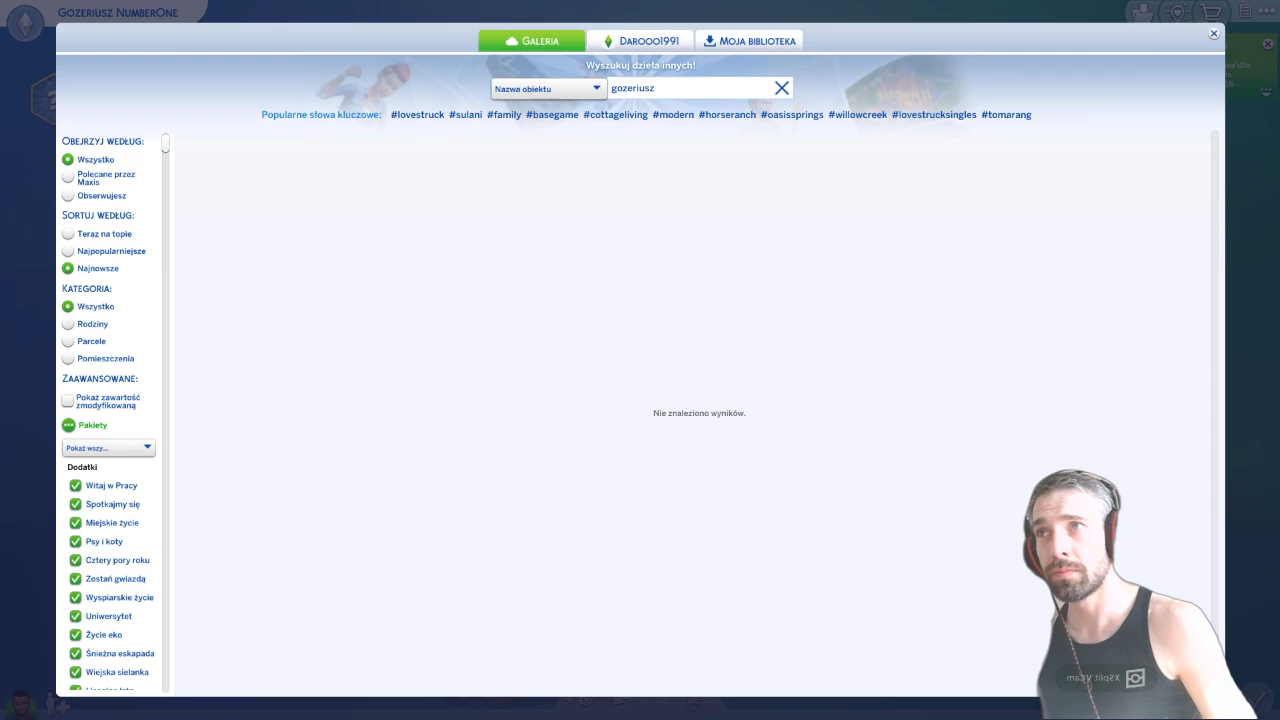 Gozeriusz NumberOne
Galeria
Darooo1991
Moja biblioteka
Wyszukuj dzieła innych!
Nazwa obiektu
gozeriusz
Popularne słowa kluczowe: #lovestruck #sulani #family #basegame #cottageliving #modern #horseranch #oasissprings #willowcreek #lovestrucksingles #tomarang
Obejrzyj według:
Wszystko
Polecane przez
Maxis
Obserwujesz
Sortuj według:
Teraz na topie
Najpopularniejsze
Najnowsze
Kategoria:
Wszystko
Rodziny
Parcele
Pomieszczenia
Zaawansowane:
Pokaż zawartość
zmodyfikowaną
Pakiety
Pokaż wszy...
Dodatki
Witaj w Pracy
Spotkajmy się
Miejskie życie
Psy i koty
Cztery pory roku
Zostań gwiazdą
Wyspiarskie życie
Uniwersytet
Życie eko
Śnieżna eskapada
Wiejska sielanka
Nie znaleziono wyników.
XSplit VCam